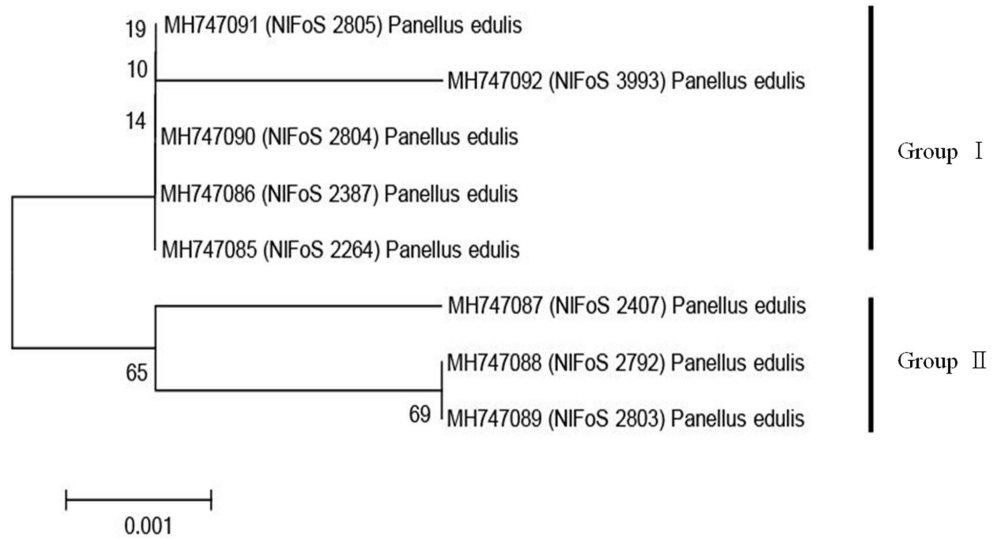 19 MH747091 (NIFoS 2805) Panellus edulis
10
MH747092 (NIFoS 3993) Panellus edulis
14
MH747090 (NIFoS 2804) Panellus edulis
Group Ⅰ
MH747086 (NIFoS 2387) Panellus edulis
MH747085 (NIFoS 2264) Panellus edulis
MH747087 (NIFoS 2407) Panellus edulis
MH747088 (NIFoS 2792) Panellus edulis
Group Ⅱ
65
69 MH747089 (NIFoS 2803) Panellus edulis
0.001